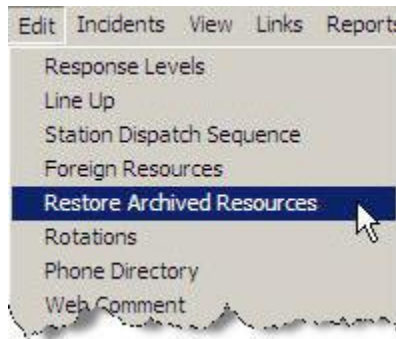 Edit Incidents View Links Reports
Response Levels
Line Up
Station Dispatch Sequence
Foreign Resources
Restore Archived Resources
Rotations
Phone Directory
Web Comment